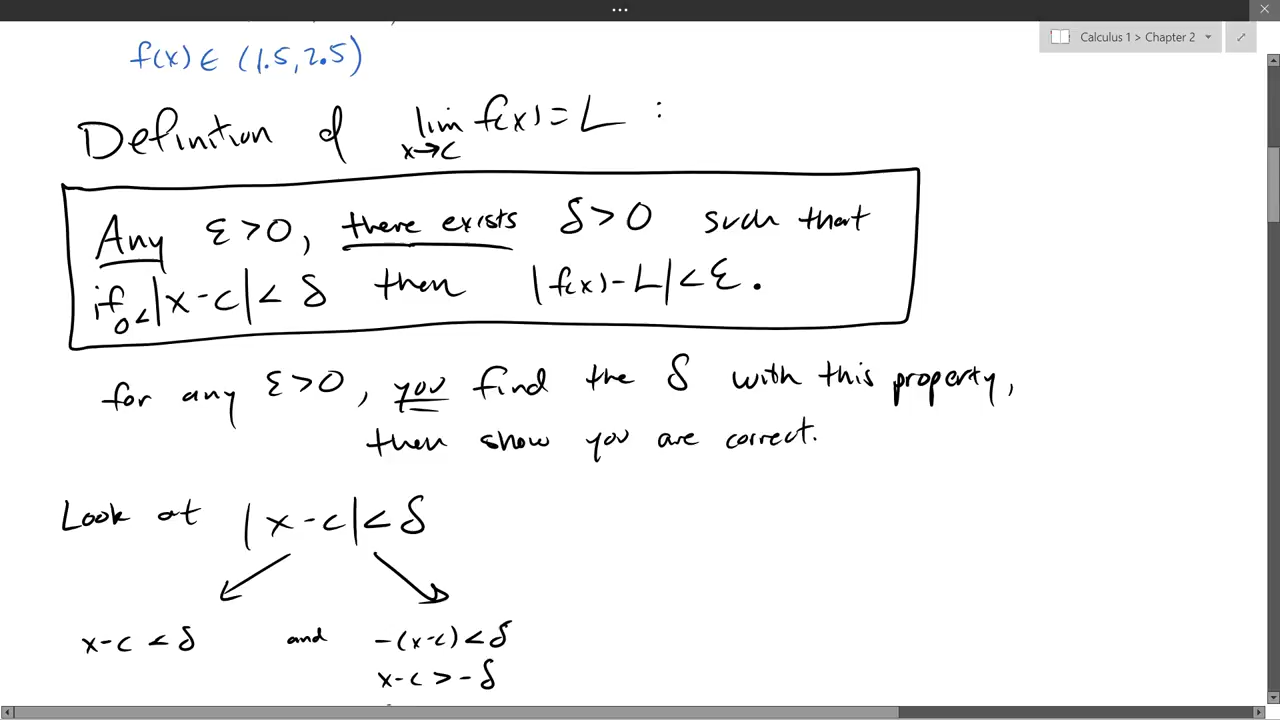 ...
Calculus 1 > Chapter 2
f(x) ∈ (1.5, 2.5)
Definition of lim x→c f(x) = L :
Any ε > 0, there exists δ > 0 such that
if 0 < |x - c| < δ then |f(x) - L| < ε.
for any ε > 0, you find the δ with this property,
then show you are correct.
Look at |x - c| < δ
x - c < δ and -(x - c) < δ
x - c > - δ